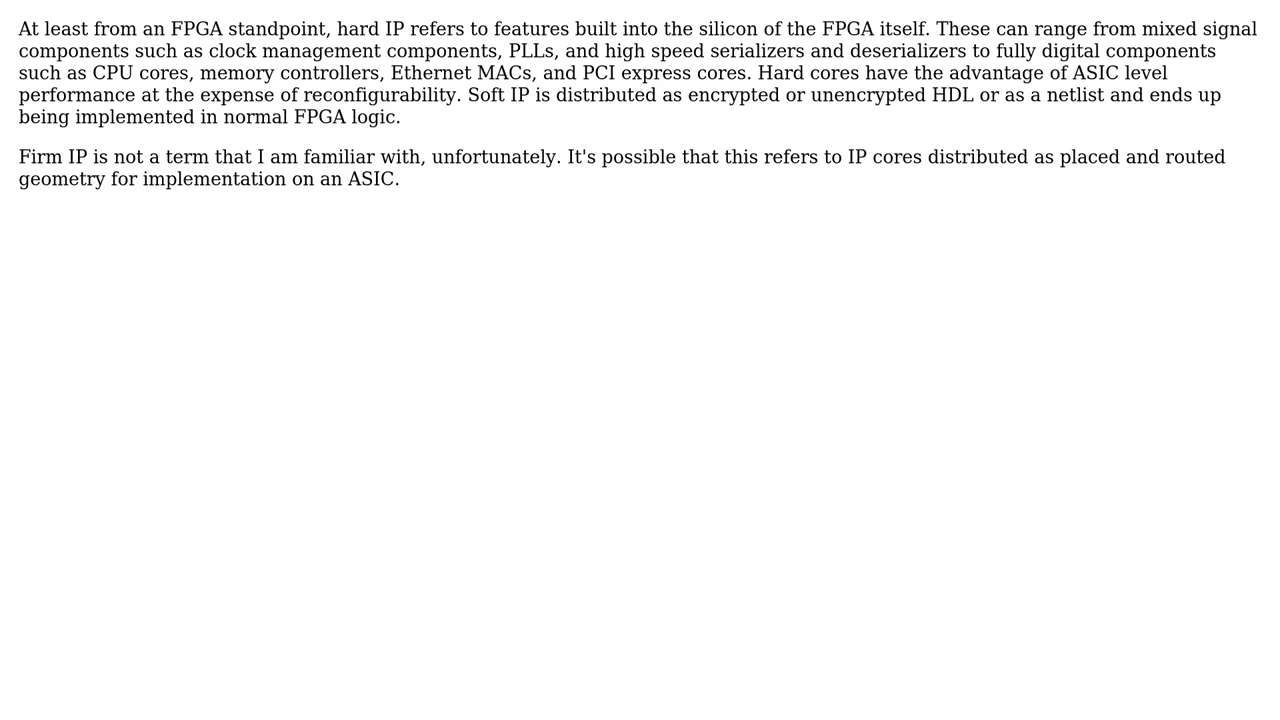 At least from an FPGA standpoint, hard IP refers to features built into the silicon of the FPGA itself. These can range from mixed signal
components such as clock management components, PLLs, and high speed serializers and deserializers to fully digital components
such as CPU cores, memory controllers, Ethernet MACs, and PCI express cores. Hard cores have the advantage of ASIC level
performance at the expense of reconfigurability. Soft IP is distributed as encrypted or unencrypted HDL or as a netlist and ends up
being implemented in normal FPGA logic.
Firm IP is not a term that I am familiar with, unfortunately. It's possible that this refers to IP cores distributed as placed and routed
geometry for implementation on an ASIC.